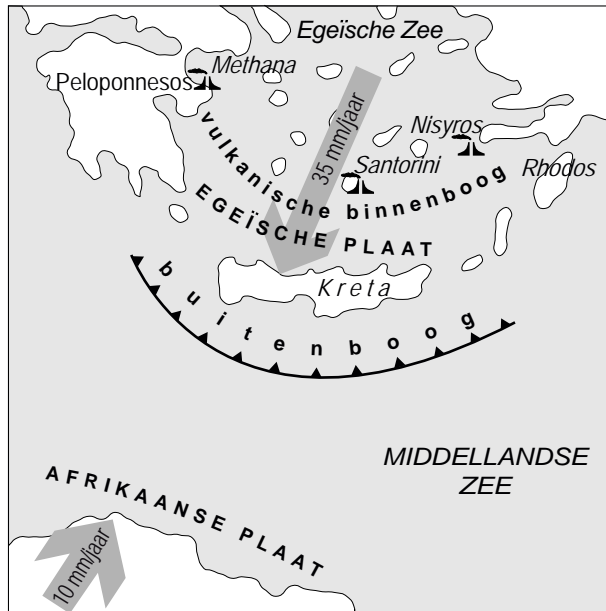 Egeïsche Zee
Methana
Peloponnesos
Nisyros
35 mm/jaar
Santorini
Rhodos
vulkanische binnenboog
EGEÏSCHE PLAAT
Kreta
buitenboog
MIDDELLANDSE
ZEE
AFRIKAANSE PLAAT
10 mm/jaar